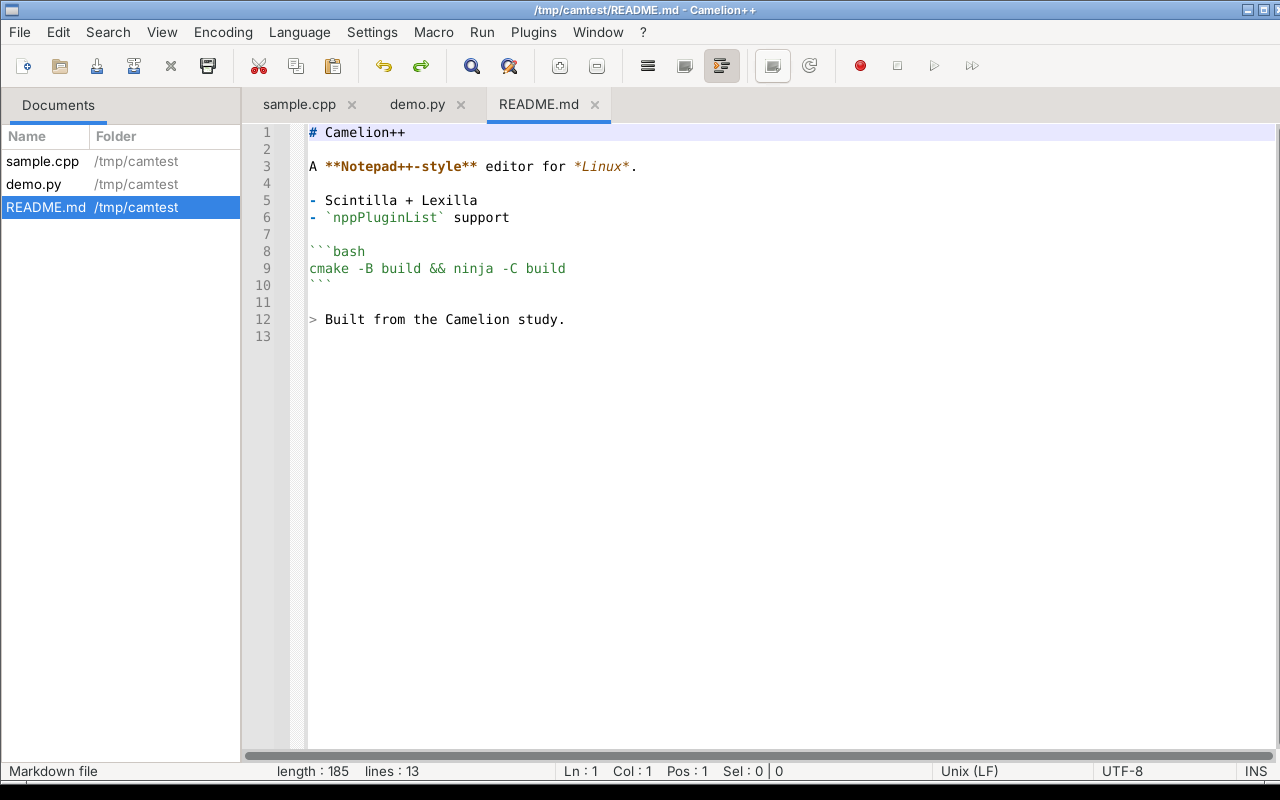 /tmp/camtest/README.md - Camelion++
File Edit Search View Encoding Language Settings Macro Run Plugins Window ?
Documents
sample.cpp demo.py README.md
Name Folder
sample.cpp /tmp/camtest
demo.py /tmp/camtest
README.md /tmp/camtest
1 # Camelion++
2
3 A **Notepad++-style** editor for *Linux*.
4
5 - Scintilla + Lexilla
6 - `nppPluginList` support
7
8 ```bash
9 cmake -B build && ninja -C build
10 ```
11
12 > Built from the Camelion study.
13
Markdown file length : 185 lines : 13 Ln : 1 Col : 1 Pos : 1 Sel : 0 | 0 Unix (LF) UTF-8 INS